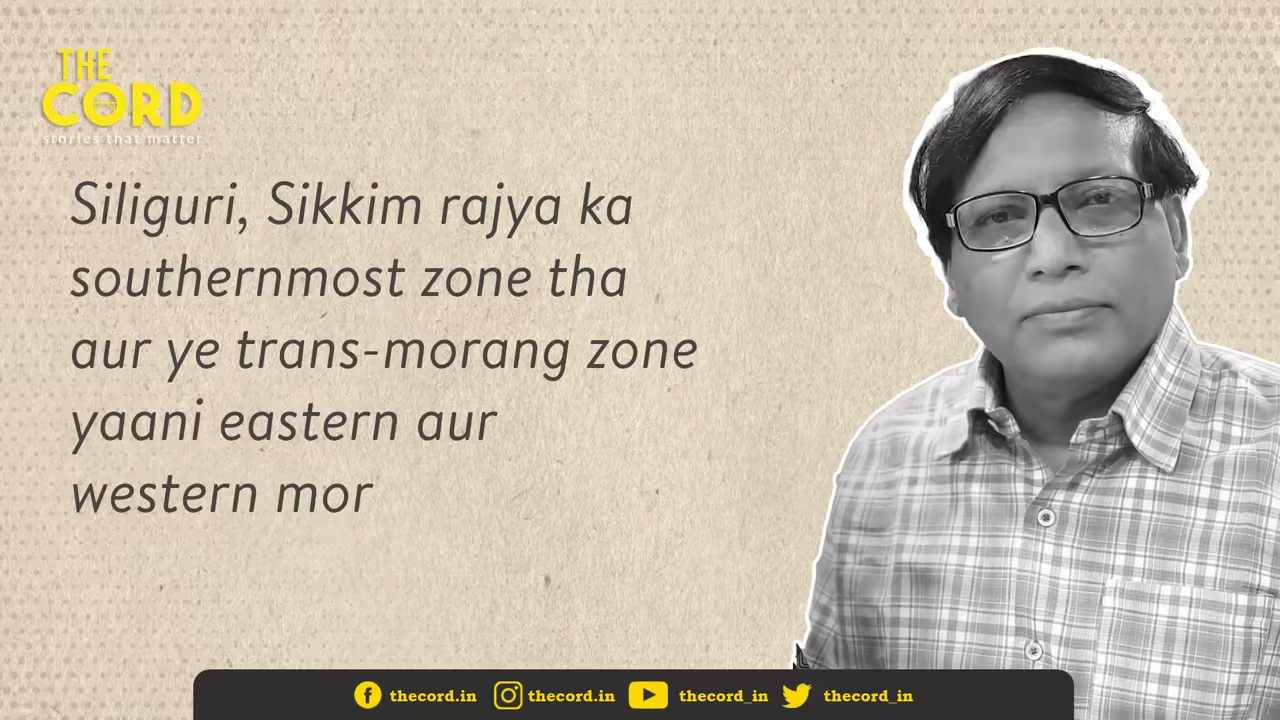 THE
CORD
stories that matter
Siliguri, Sikkim rajya ka
southernmost zone tha
aur ye trans-morang zone
yaani eastern aur
western mor
thecord.in thecord.in thecord_in thecord_in